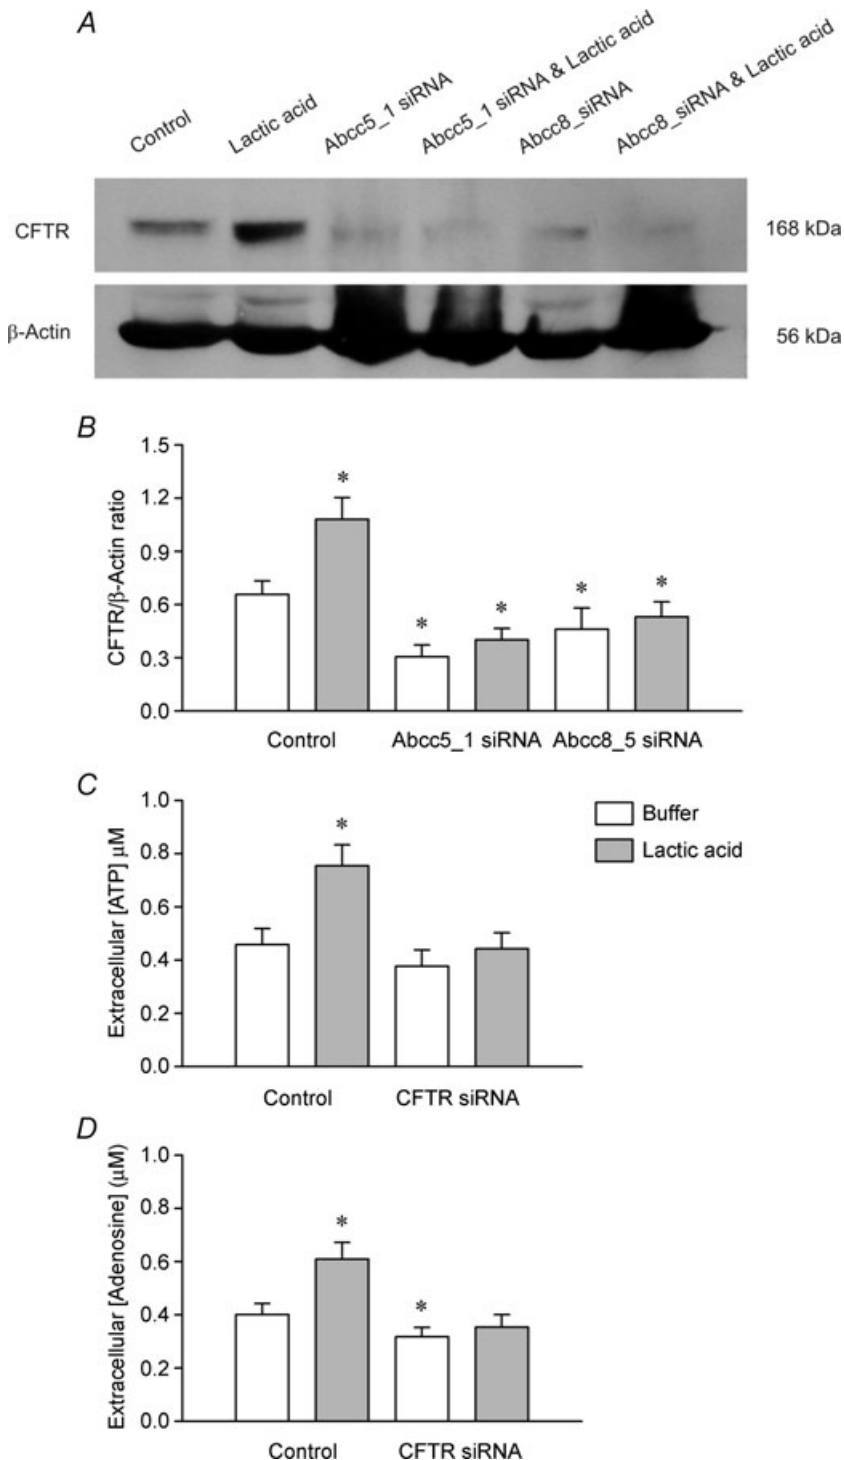 A
Control
Lactic acid
Abcc5_1 siRNA
Abcc5_1 siRNA & Lactic acid
Abcc8_siRNA
Abcc8_siRNA & Lactic acid
CFTR
168 kDa
β-Actin
56 kDa
B
CFTR/β-Actin ratio
1.5
1.2
0.9
0.6
0.3
0.0
*
*
*
*
*
Control
Abcc5_1 siRNA
Abcc8_5 siRNA
C
Extracellular [ATP] μM
1.0
0.8
0.6
0.4
0.2
0.0
*
Control
CFTR siRNA
Buffer
Lactic acid
D
Extracellular [Adenosine] (μM)
1.0
0.8
0.6
0.4
0.2
0.0
*
*
Control
CFTR siRNA